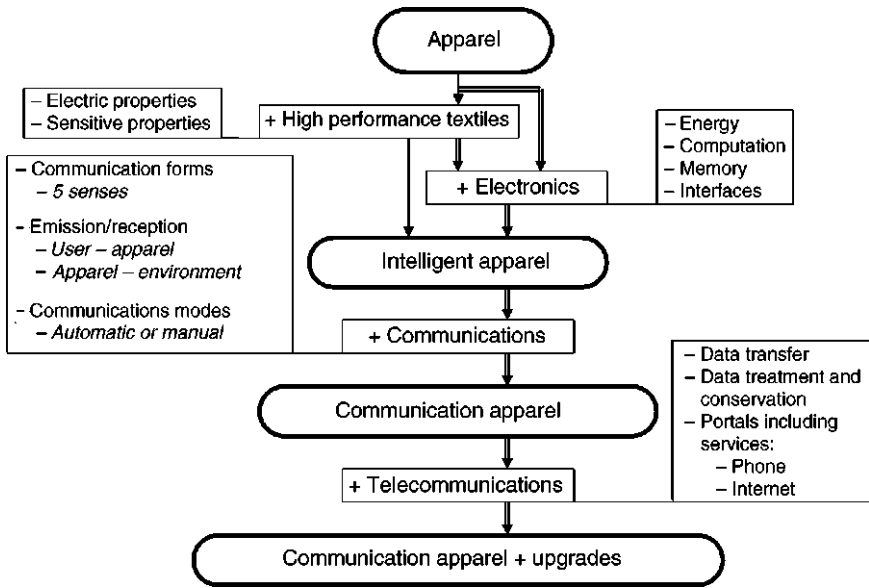 Apparel
– Electric properties
– Sensitive properties
+ High performance textiles
– Energy
– Computation
– Memory
– Interfaces
+ Electronics
– Communication forms
– 5 senses
– Emission/reception
– User – apparel
– Apparel – environment
– Communications modes
– Automatic or manual
Intelligent apparel
+ Communications
– Data transfer
– Data treatment and
conservation
– Portals including
services:
– Phone
– Internet
Communication apparel
+ Telecommunications
Communication apparel + upgrades